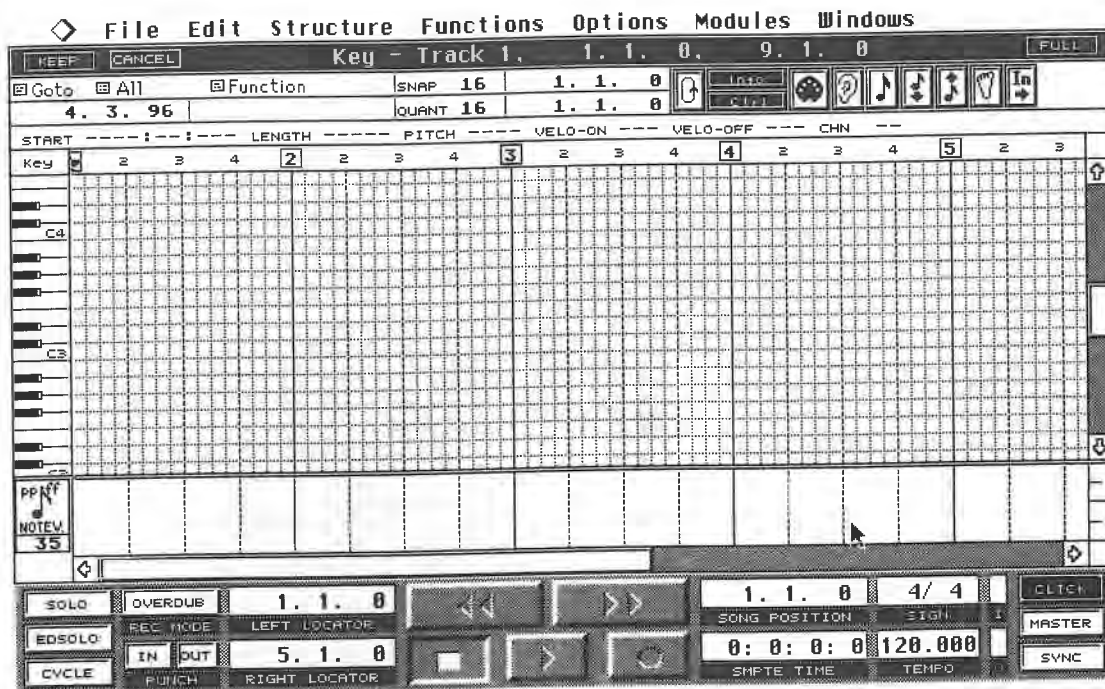 File Edit Structure Functions Options Modules Windows
KEEP CANCEL Key - Track 1, 1. 1. 0, 9. 1. 0 FULL
Goto All Function SNAP 16 1. 1. 0 Info In
4. 3. 96 QUANT 16 1. 1. 0 Ctrl
START ----:--:--- LENGTH ----- PITCH ---- VELO-ON --- VELO-OFF --- CHN --
Key 2 3 4 2 2 3 4 3 2 3 4 4 2 3 4 5 2 3
C4
C3
PP ff
NOTEV.
35
SOLO OVERDUB 1. 1. 0 1. 1. 0 4/ 4 CLICK
REC MODE LEFT LOCATOR SONG POSITION SIGN MASTER
EDSOLO IN OUT 5. 1. 0 0: 0: 0: 0 120.000
CYCLE PUNCH RIGHT LOCATOR SMPTE TIME TEMPO SYNC